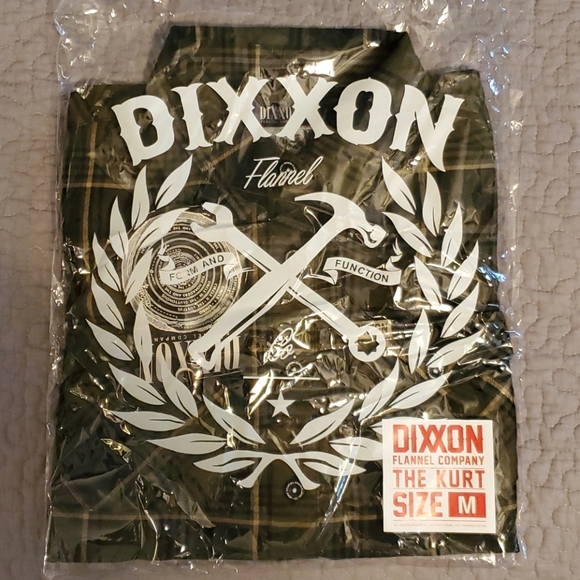 DIXXON
Flannel
FORM AND
FUNCTION
DIXXON
FLANNEL COMPANY
THE KURT
SIZE M